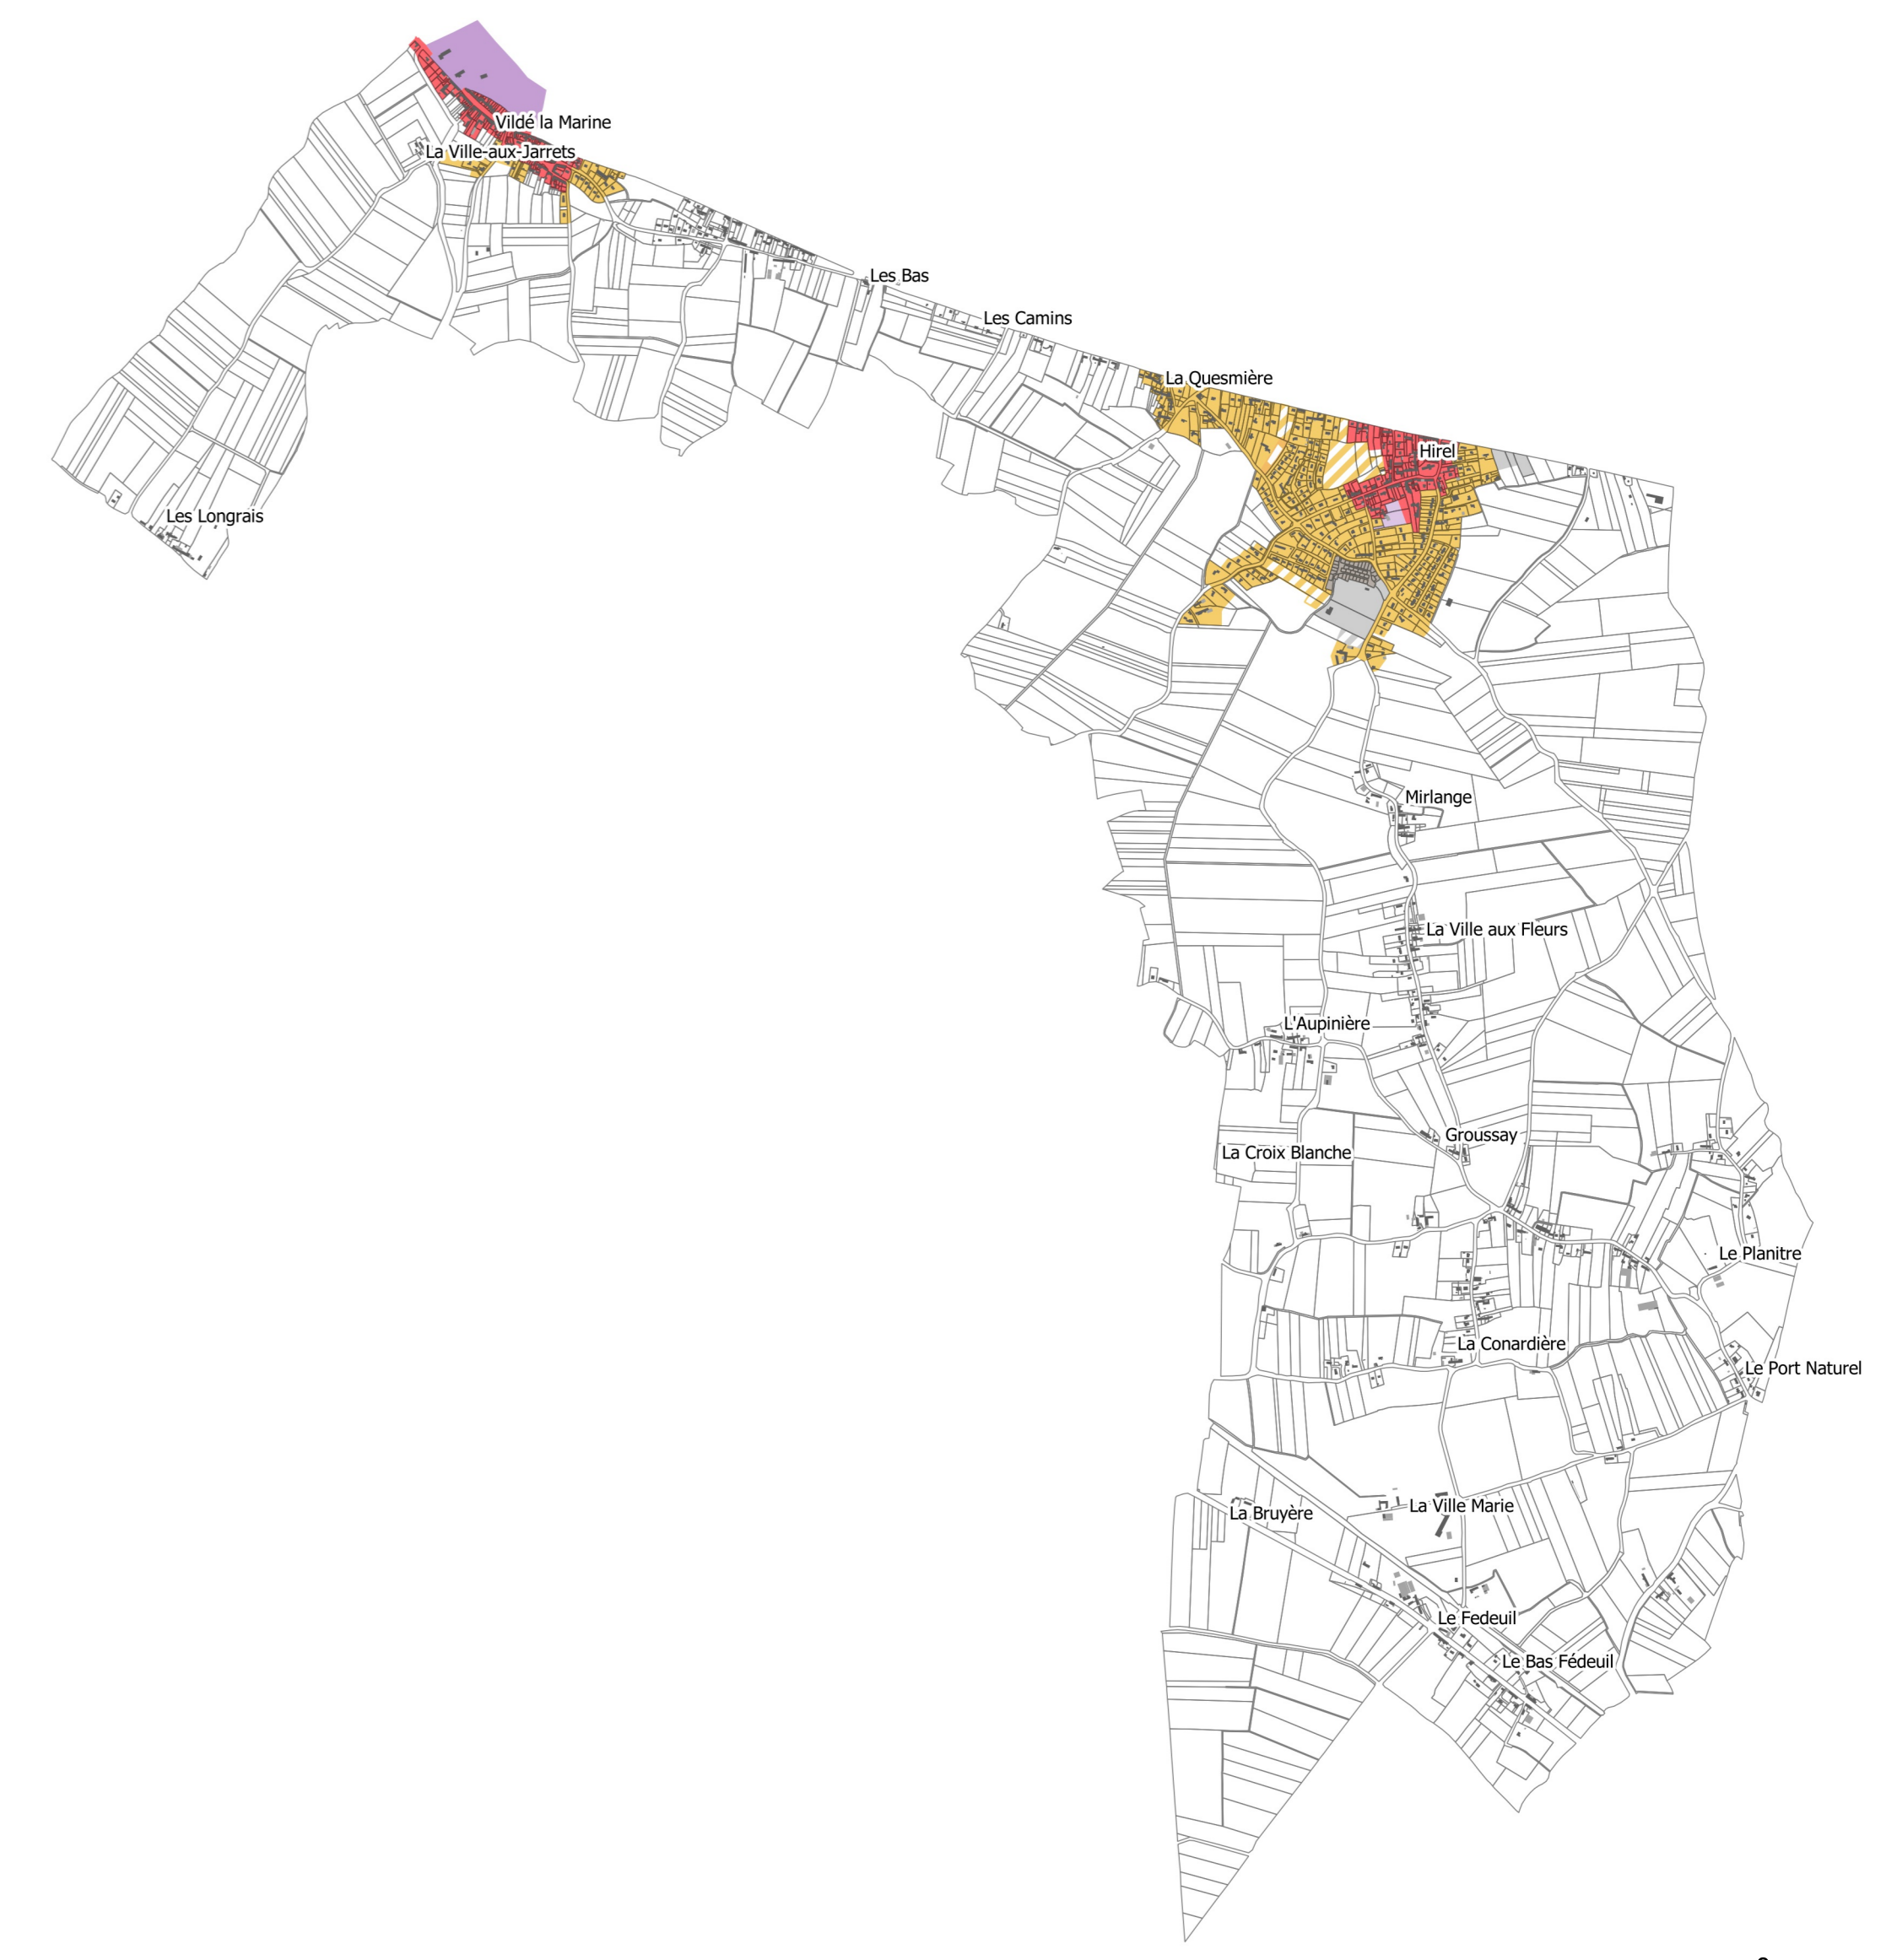 Vildé la Marine
La Ville-aux-Jarrets
Les Bas
Les Camins
La Quesmière
Hirel
Les Longrais
Mirlange
La Ville aux Fleurs
L'Aupinière
Groussay
La Croix Blanche
Le Planitre
La Conardière
Le Port Naturel
La Ville Marie
La Bruyère
Le Fedeuil
Le Bas Fédeuil